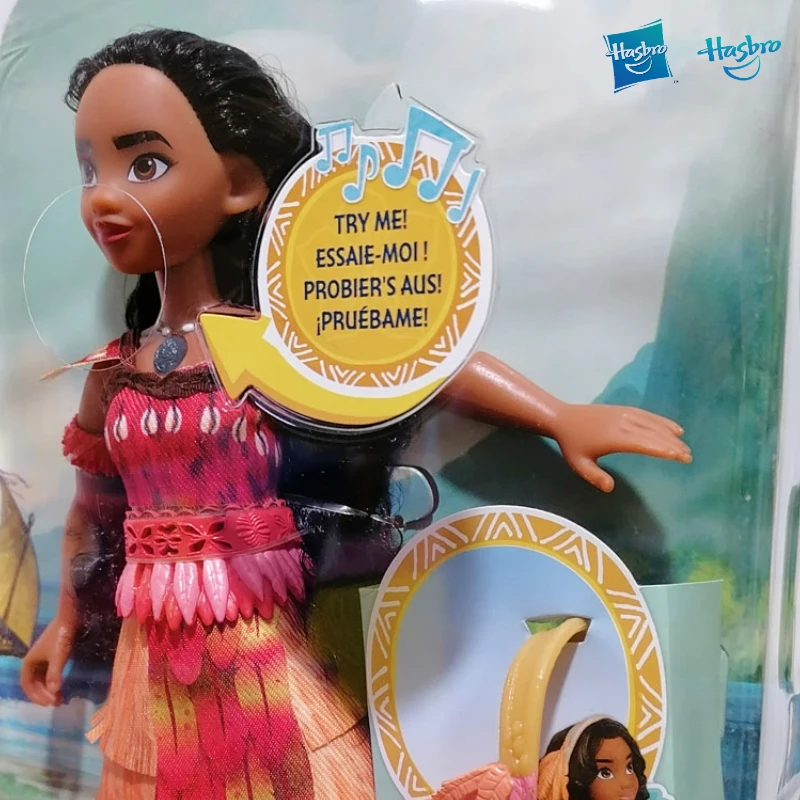 Hasbro
Hasbro
TRY ME!
ESSAIE-MOI !
PROBIER'S AUS!
¡PRUÉBAME!